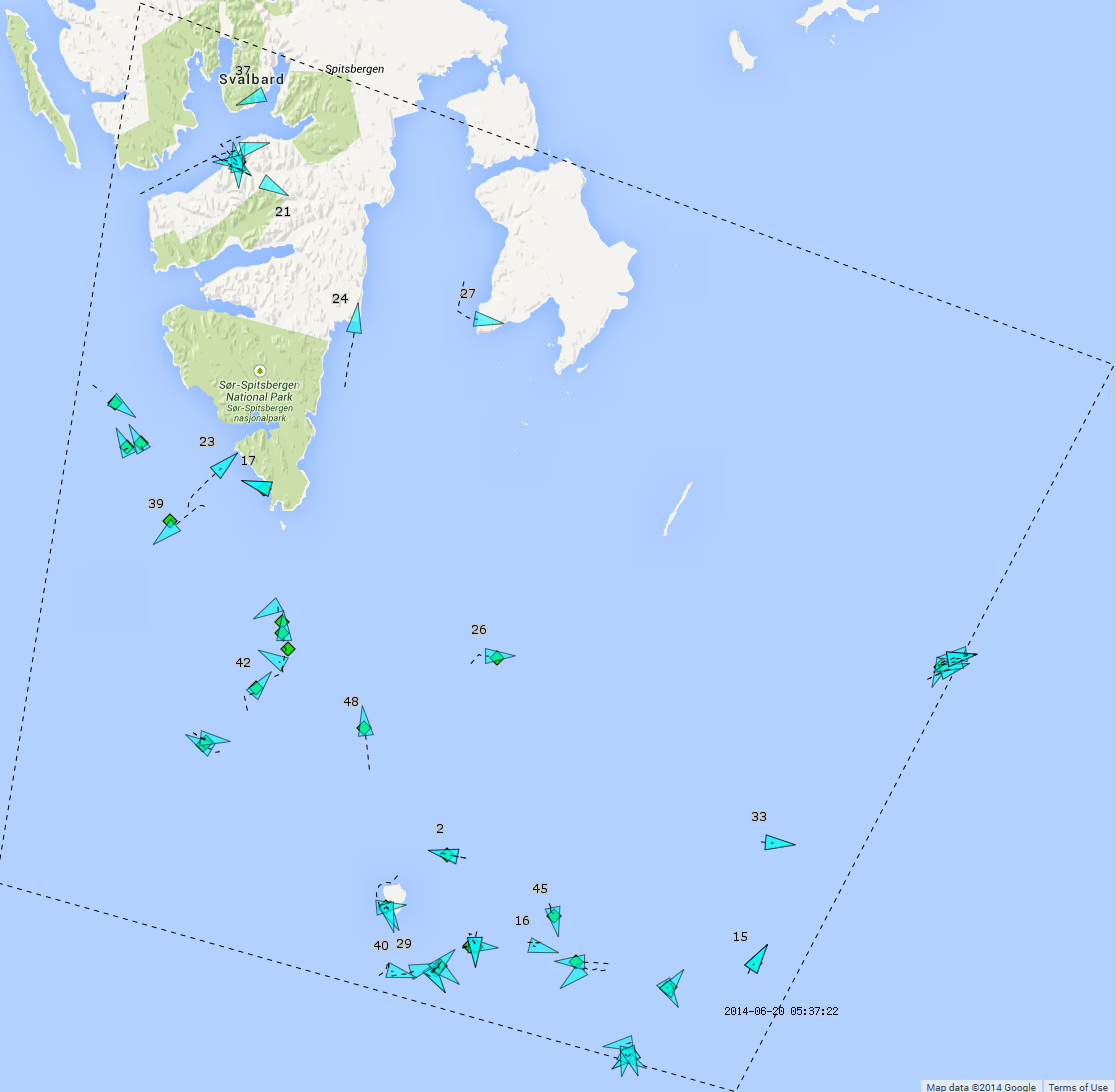 37
Svalbard
Spitsbergen
21
27
24
Sør-Spitsbergen
National Park
Sør-Spitsbergen
nasjonalpark
23
17
39
26
42
48
33
2
45
16
15
40
29
2014-06-20 05:37:22
Map data ©2014 Google
Terms of Use